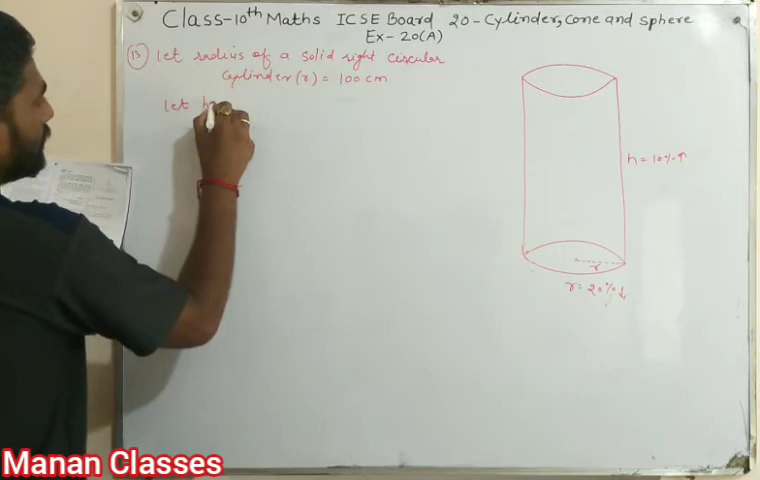 Class-10th Maths ICSE Board 20-Cylinder, Cone and Sphere
Ex-20(A)
13 Let radius of a solid right circular
Cylinder (r) = 100 cm
Let h
h = 10%↑
r
r = 20%↓
Manan Classes